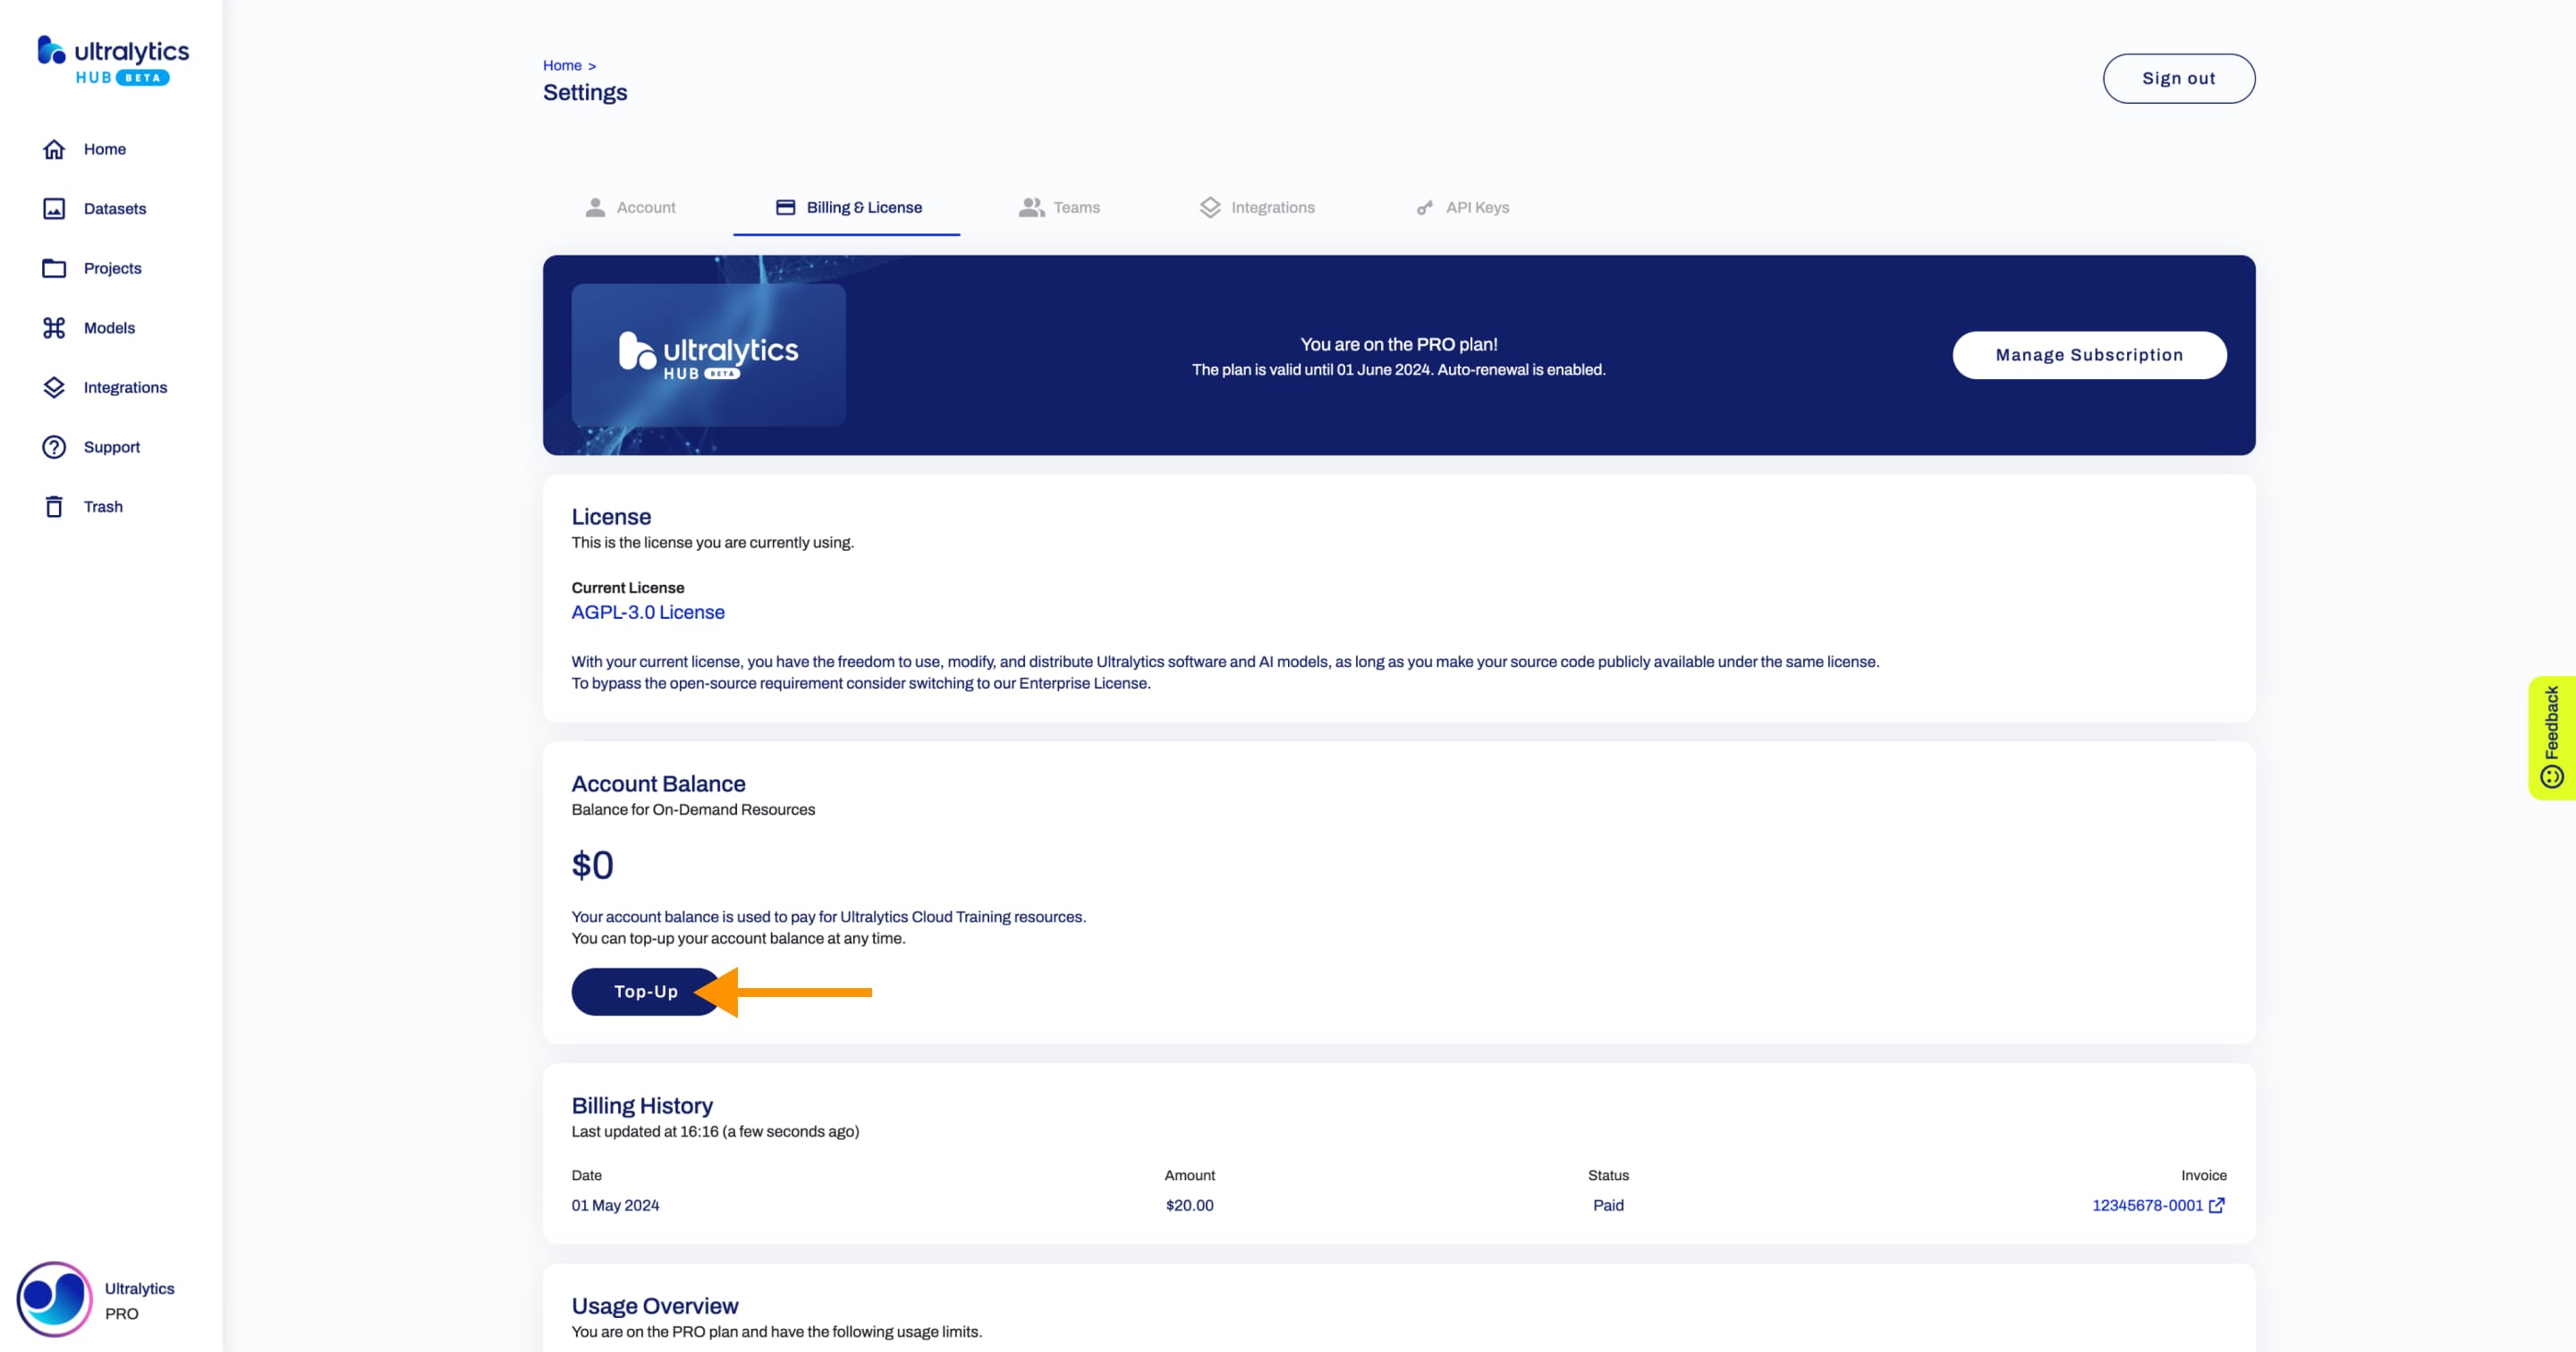 ultralytics
HUB BETA
Home
Datasets
Projects
Models
Integrations
Support
Trash
Ultralytics
PRO
Home >
Settings
Sign out
Account
Billing & License
Teams
Integrations
API Keys
ultralytics
HUB BETA
You are on the PRO plan!
The plan is valid until 01 June 2024. Auto-renewal is enabled.
Manage Subscription
License
This is the license you are currently using.
Current License
AGPL-3.0 License
With your current license, you have the freedom to use, modify, and distribute Ultralytics software and AI models, as long as you make your source code publicly available under the same license.
To bypass the open-source requirement consider switching to our Enterprise License.
Account Balance
Balance for On-Demand Resources
$0
Your account balance is used to pay for Ultralytics Cloud Training resources.
You can top-up your account balance at any time.
Top-Up
Billing History
Last updated at 16:16 (a few seconds ago)
Date Amount Status Invoice
01 May 2024 $20.00 Paid 12345678-0001
Usage Overview
You are on the PRO plan and have the following usage limits.
Feedback